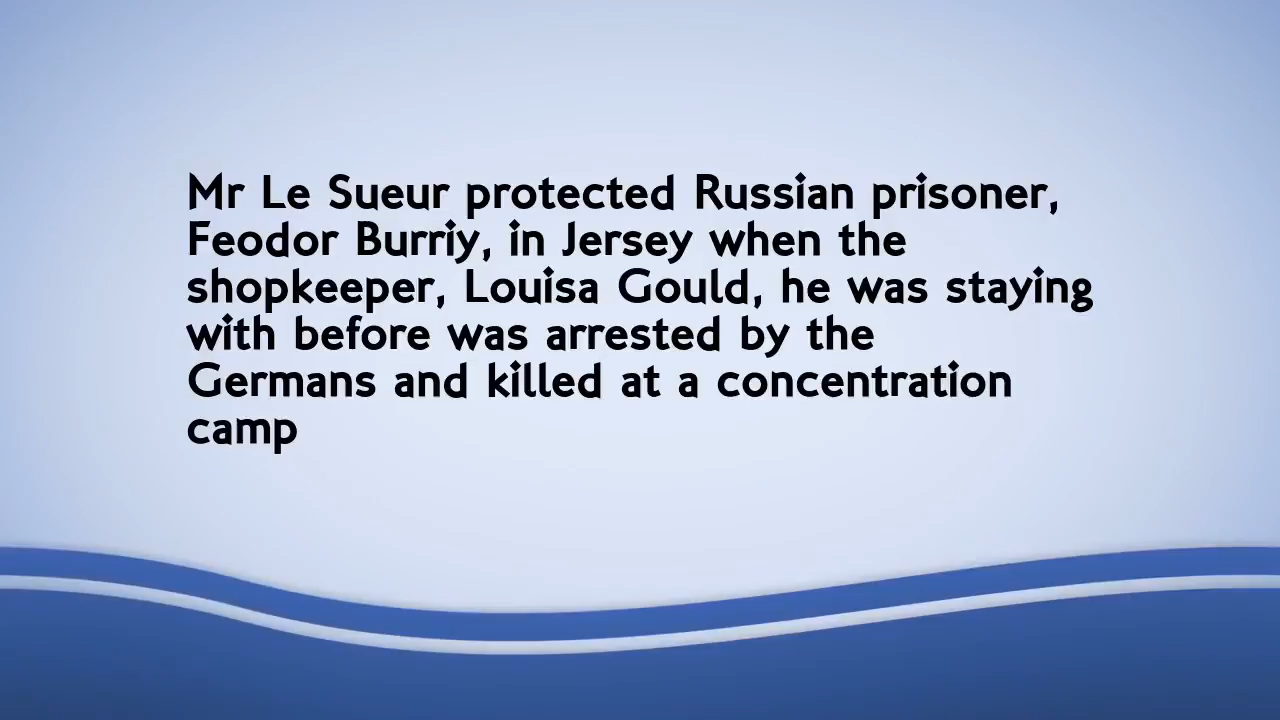 Mr Le Sueur protected Russian prisoner,
Feodor Burriy, in Jersey when the
shopkeeper, Louisa Gould, he was staying
with before was arrested by the
Germans and killed at a concentration
camp